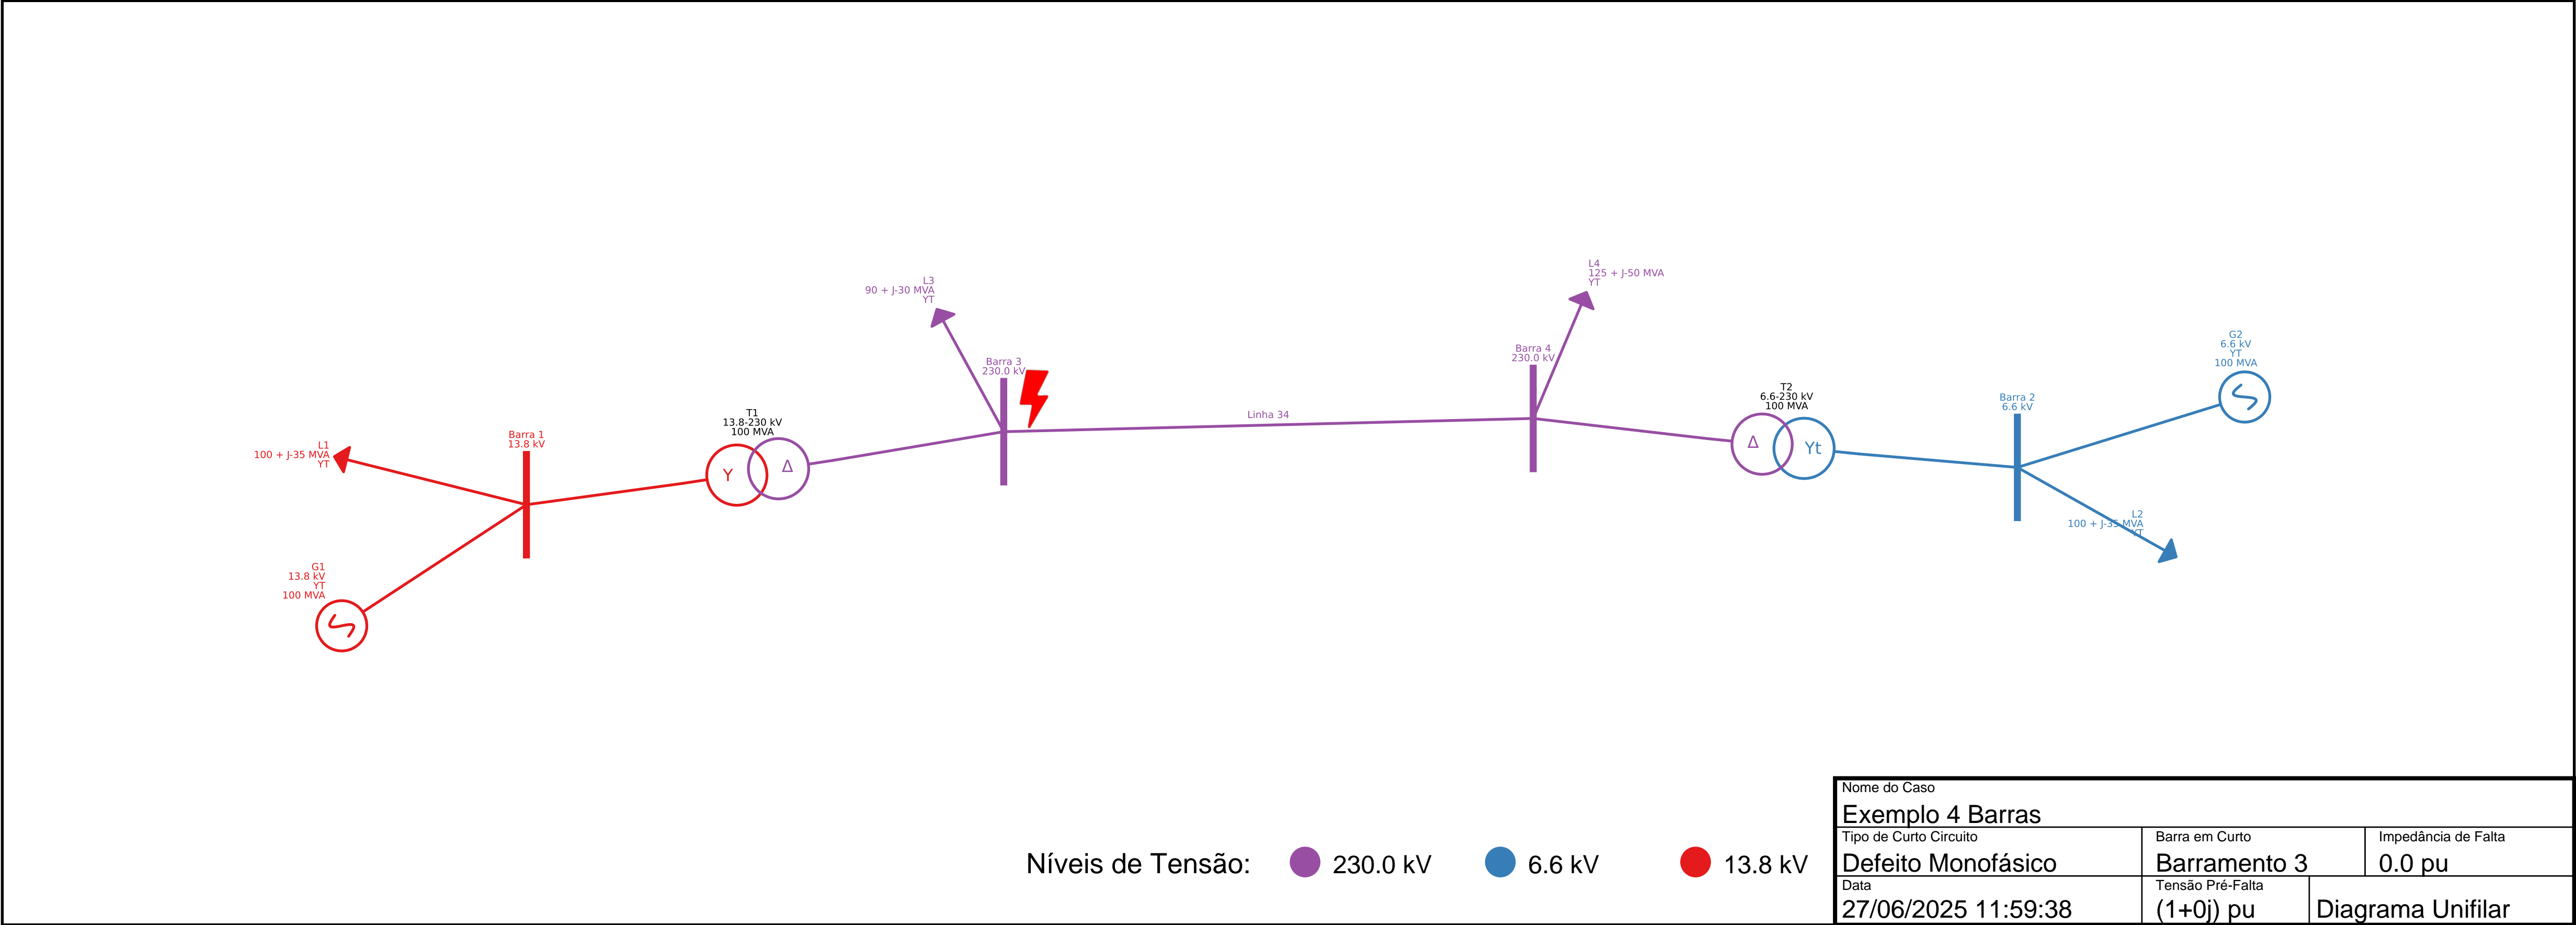 L4
125 + J-50 MVA
YT
L3
90 + J-30 MVA
YT
G2
6.6 kV
YT
100 MVA
Barra 4
230.0 kV
Barra 3
230.0 kV
T2
6.6-230 kV
100 MVA
Barra 2
6.6 kV
T1
13.8-230 kV
100 MVA
Linha 34
Barra 1
13.8 kV
L1
100 + J-35 MVA
YT
Y
Δ
Δ
Yt
L2
100 + J-35 MVA
YT
G1
13.8 kV
YT
100 MVA
Níveis de Tensão:
230.0 kV
6.6 kV
13.8 kV
Nome do Caso
Exemplo 4 Barras
Tipo de Curto Circuito
Defeito Monofásico
Barra em Curto
Barramento 3
Impedância de Falta
0.0 pu
Data
27/06/2025 11:59:38
Tensão Pré-Falta
(1+0j) pu
Diagrama Unifilar